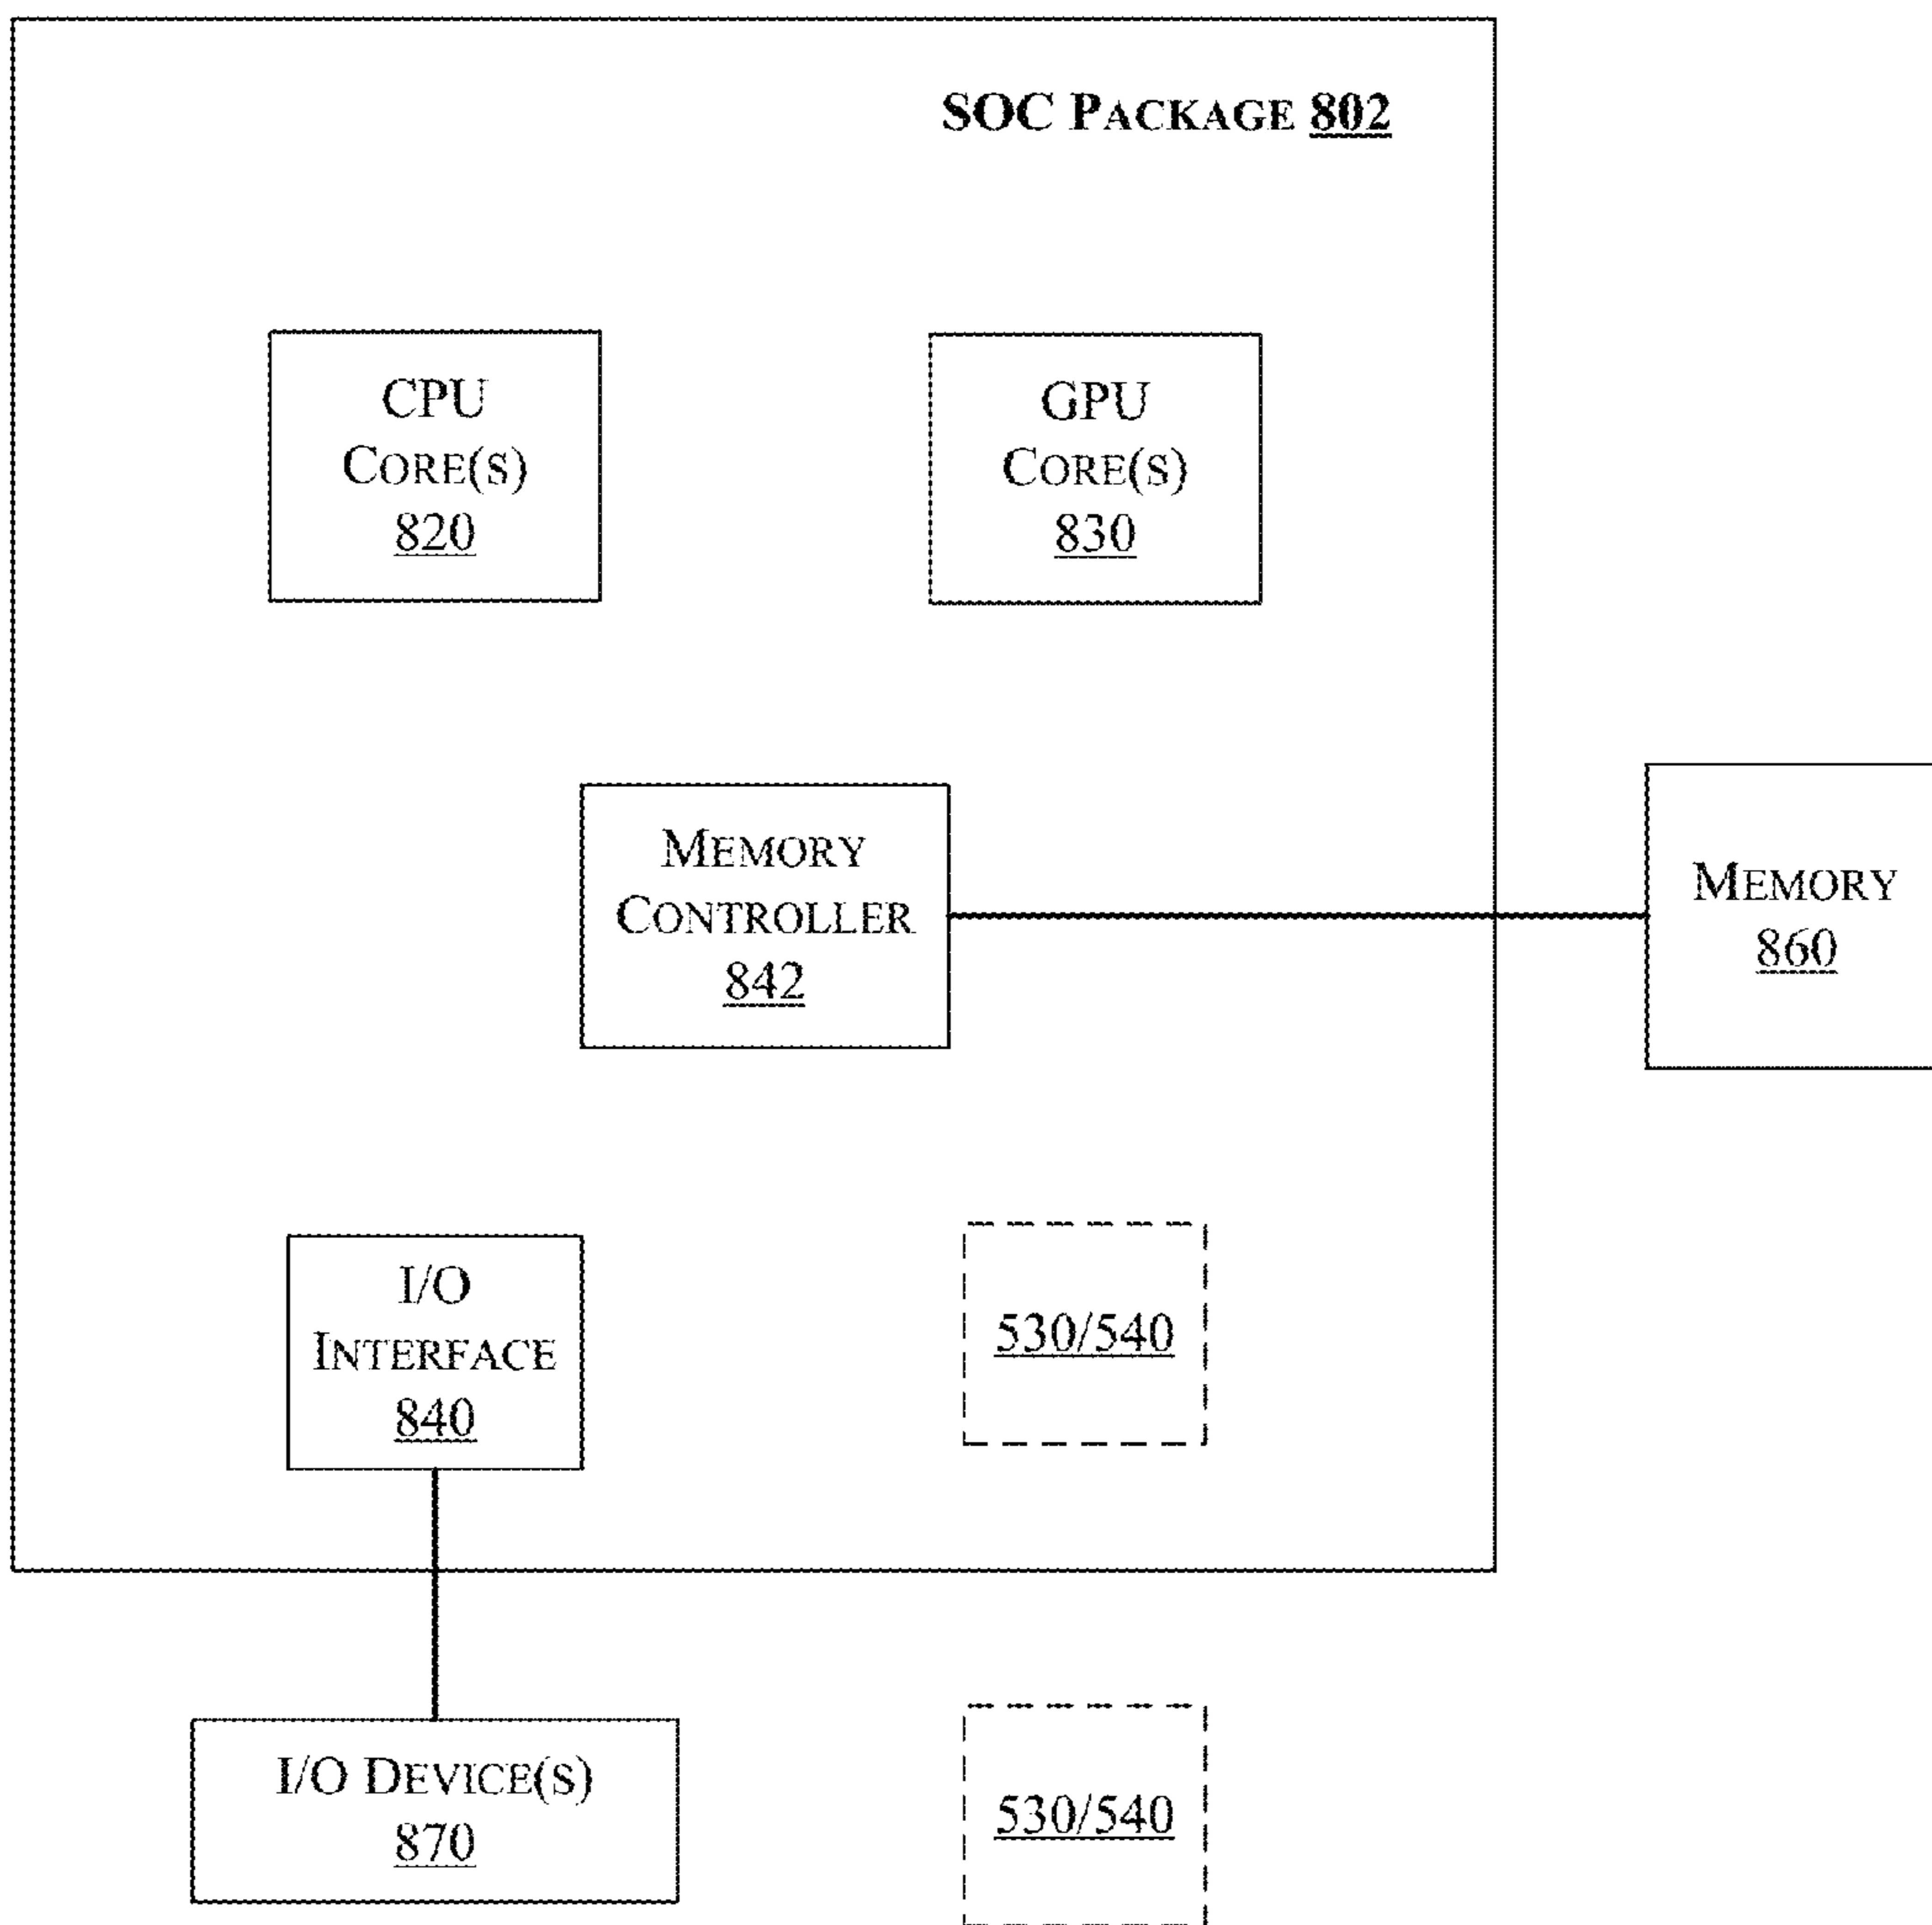 SOC PACKAGE 802
CPU
CORE(S)
820
GPU
CORE(S)
830
MEMORY
CONTROLLER
842
MEMORY
860
I/O
INTERFACE
840
530/540
I/O DEVICE(S)
870
530/540